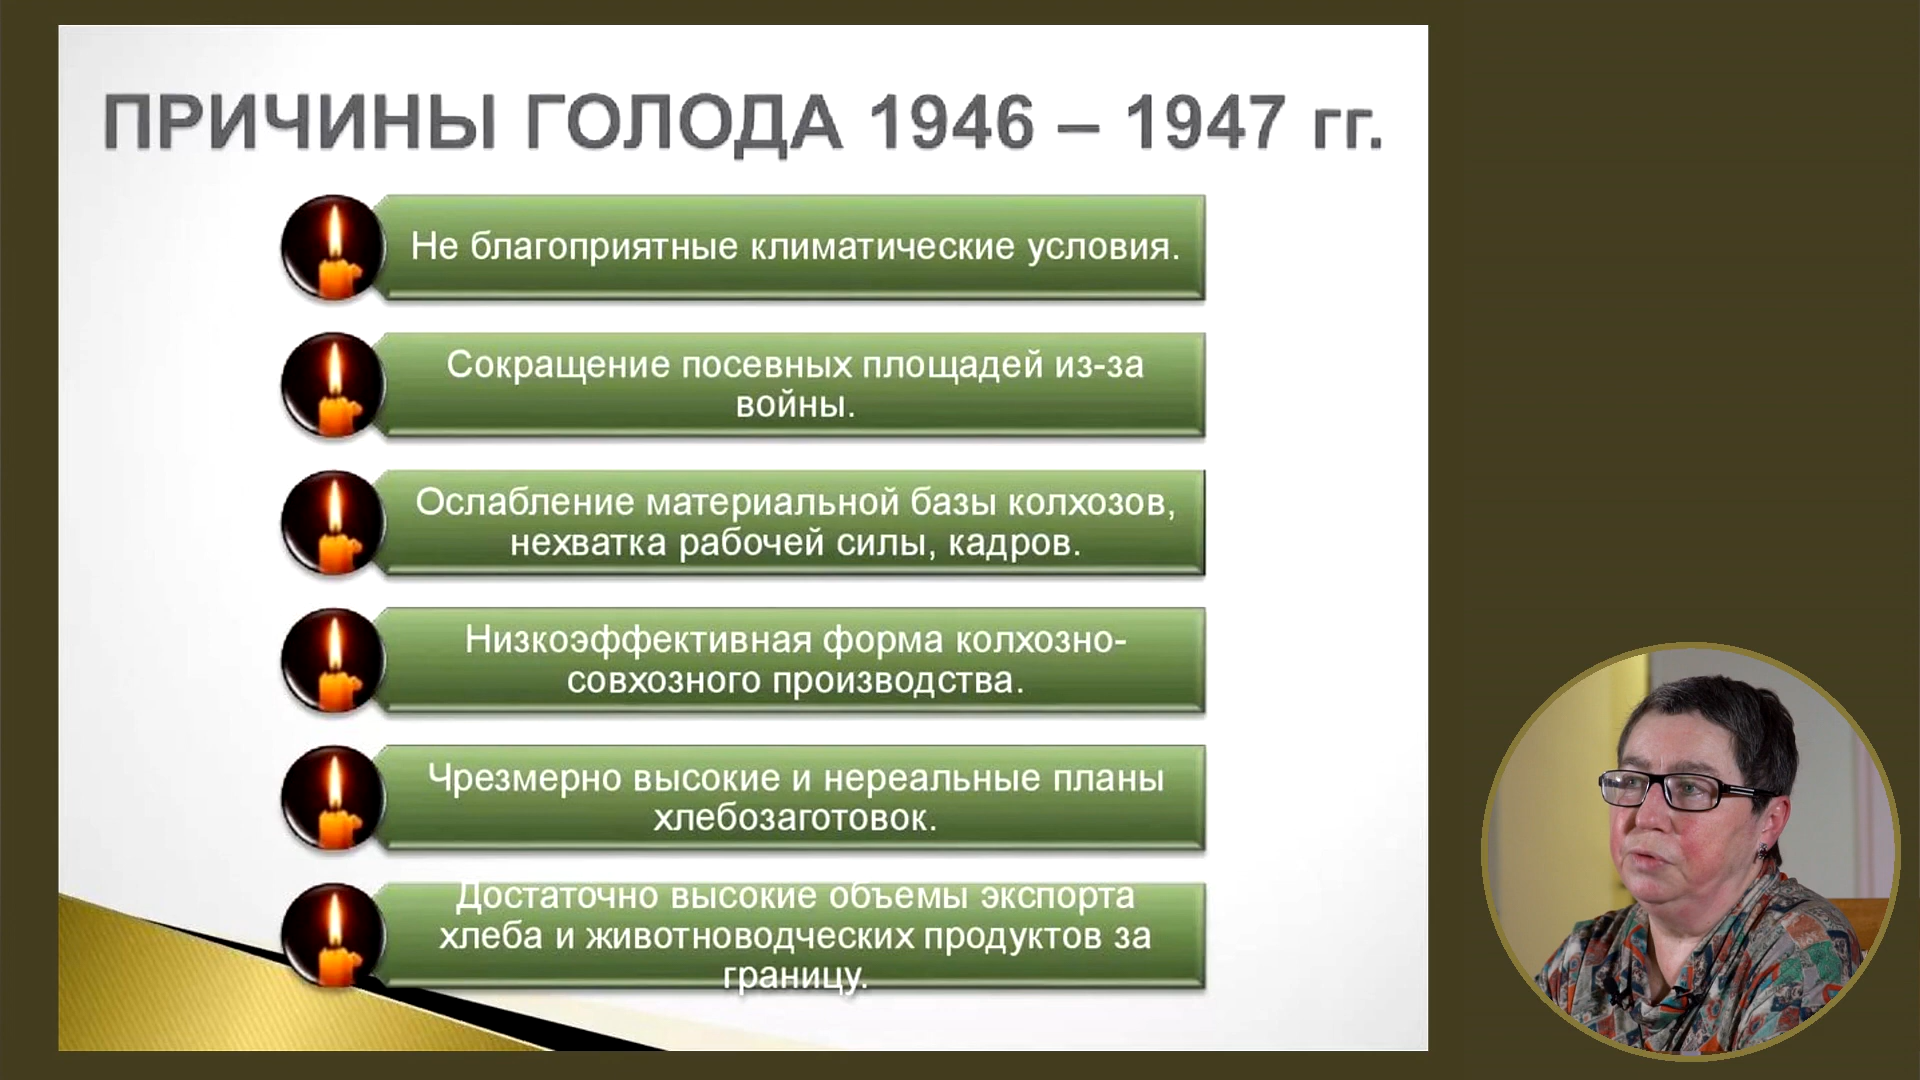 ПРИЧИНЫ ГОЛОДА 1946 – 1947 гг.
Не благоприятные климатические условия.
Сокращение посевных площадей из-за
войны.
Ослабление материальной базы колхозов,
нехватка рабочей силы, кадров.
Низкоэффективная форма колхозно-
совхозного производства.
Чрезмерно высокие и нереальные планы
хлебозаготовок.
Достаточно высокие объемы экспорта
хлеба и животноводческих продуктов за
границу.